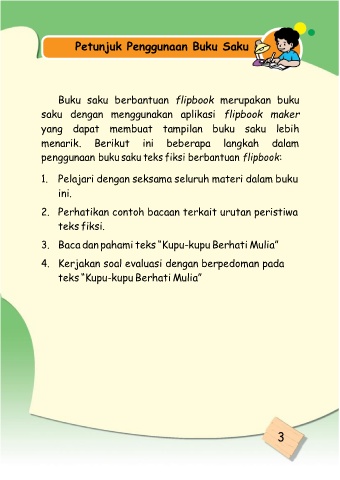 Petunjuk Penggunaan Buku Saku
Buku saku berbantuan flipbook merupakan buku
saku dengan menggunakan aplikasi flipbook maker
yang dapat membuat tampilan buku saku lebih
menarik. Berikut ini beberapa langkah dalam
penggunaan buku saku teks fiksi berbantuan flipbook:
1. Pelajari dengan seksama seluruh materi dalam buku
ini.
2. Perhatikan contoh bacaan terkait urutan peristiwa
teks fiksi.
3. Baca dan pahami teks “Kupu-kupu Berhati Mulia”
4. Kerjakan soal evaluasi dengan berpedoman pada
teks “Kupu-kupu Berhati Mulia”
3